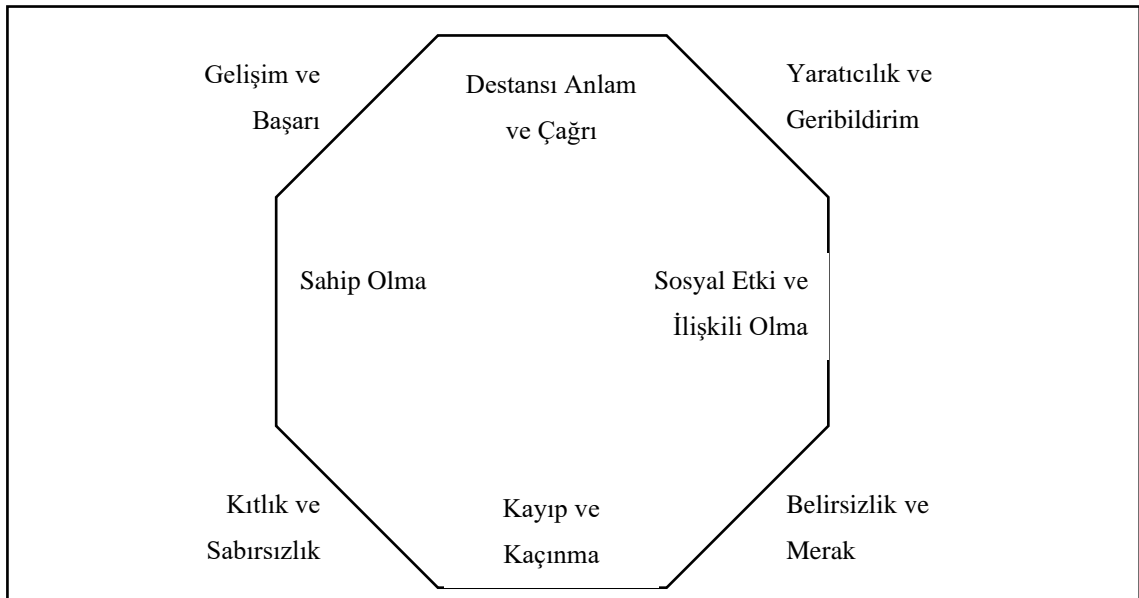 Gelişim ve
Başarı
Destansı Anlam
ve Çağrı
Yaratıcılık ve
Geribildirim
Sahip Olma
Sosyal Etki ve
İlişkili Olma
Kıtlık ve
Sabırsızlık
Kayıp ve
Kaçınma
Belirsizlik ve
Merak